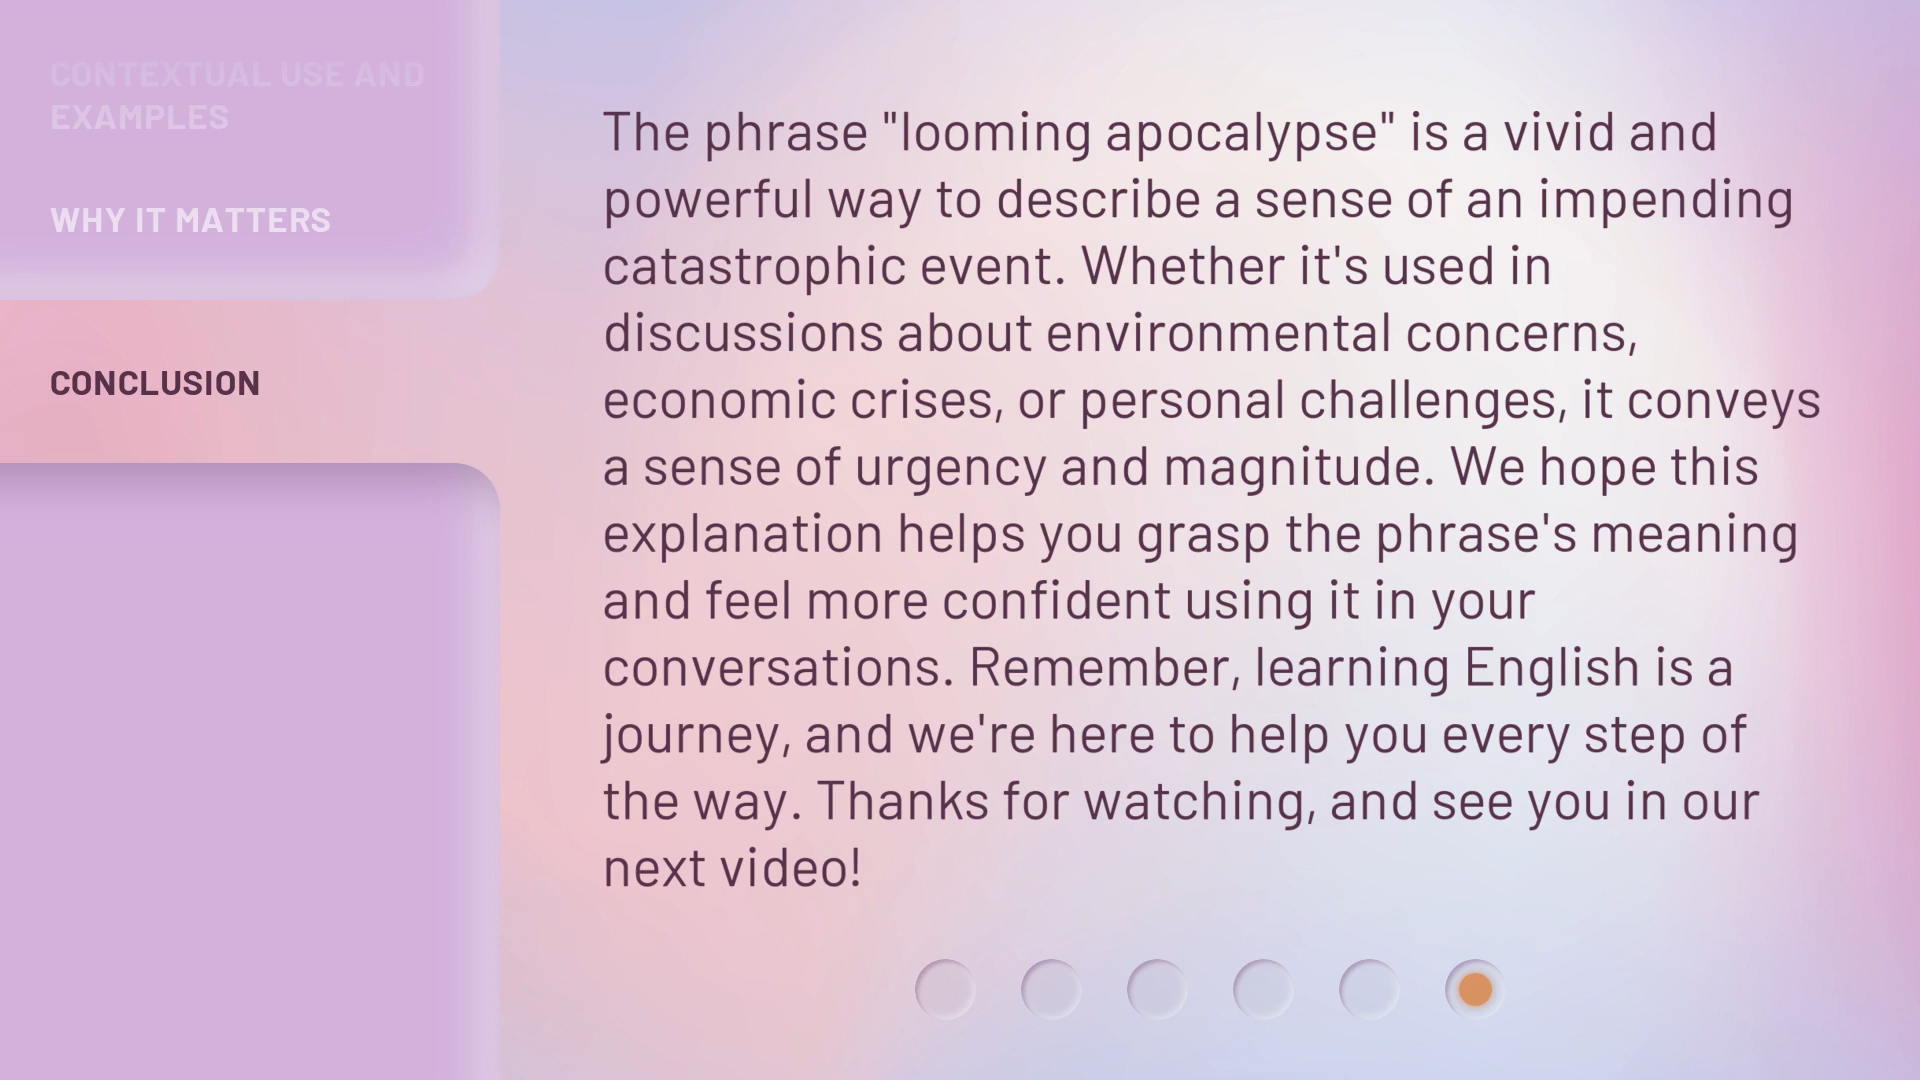 CONTEXTUAL USE AND
EXAMPLES
WHY IT MATTERS
CONCLUSION
The phrase "looming apocalypse" is a vivid and
powerful way to describe a sense of an impending
catastrophic event. Whether it's used in
discussions about environmental concerns,
economic crises, or personal challenges, it conveys
a sense of urgency and magnitude. We hope this
explanation helps you grasp the phrase's meaning
and feel more confident using it in your
conversations. Remember, learning English is a
journey, and we're here to help you every step of
the way. Thanks for watching, and see you in our
next video!